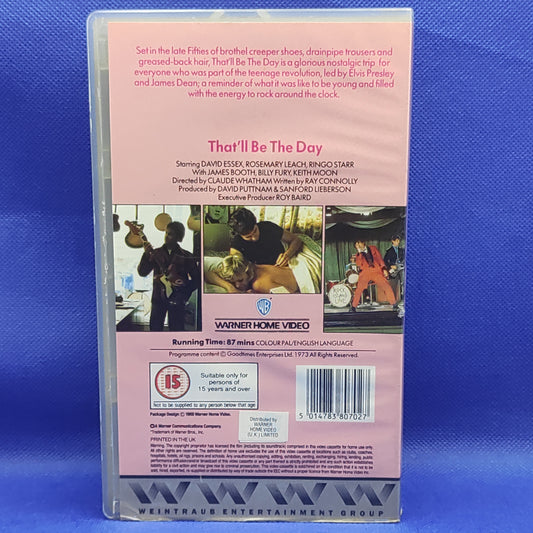 Set in the late Fifties of brothel creeper shoes, drainpipe trousers and
greased-back hair, That'll Be The Day is a glorious nostalgic trip for
everyone who was part of the teenage revolution, led by Elvis Presley
and James Dean; a reminder of what it was like to be young and filled
with the energy to rock around the clock.
That'll Be The Day
Starring DAVID ESSEX, ROSEMARY LEACH, RINGO STARR
With JAMES BOOTH, BILLY FURY, KEITH MOON
Directed by CLAUDE WHATHAM Written by RAY CONNOLLY
Produced by DAVID PUTTNAM & SANFORD LIEBERSON
Executive Producer ROY BAIRD
WB
WARNER HOME VIDEO
Running Time: 87 mins COLOUR PAL/ENGLISH LANGUAGE
Programme content © Goodtimes Enterprises Ltd. 1973 All Rights Reserved.
15
Suitable only for
persons of
15 years and over
Not to be supplied to any person below that age
5 014783 807027
Package Design © 1988 Warner Home Video.
Distributed by
WARNER
HOME VIDEO
(U.K.) LIMITED
A Warner Communications Company.
Trademark of Warner Bros., Inc.
PRINTED IN THE UK
W W W W
WEINTRAUB ENTERTAINMENT GROUP